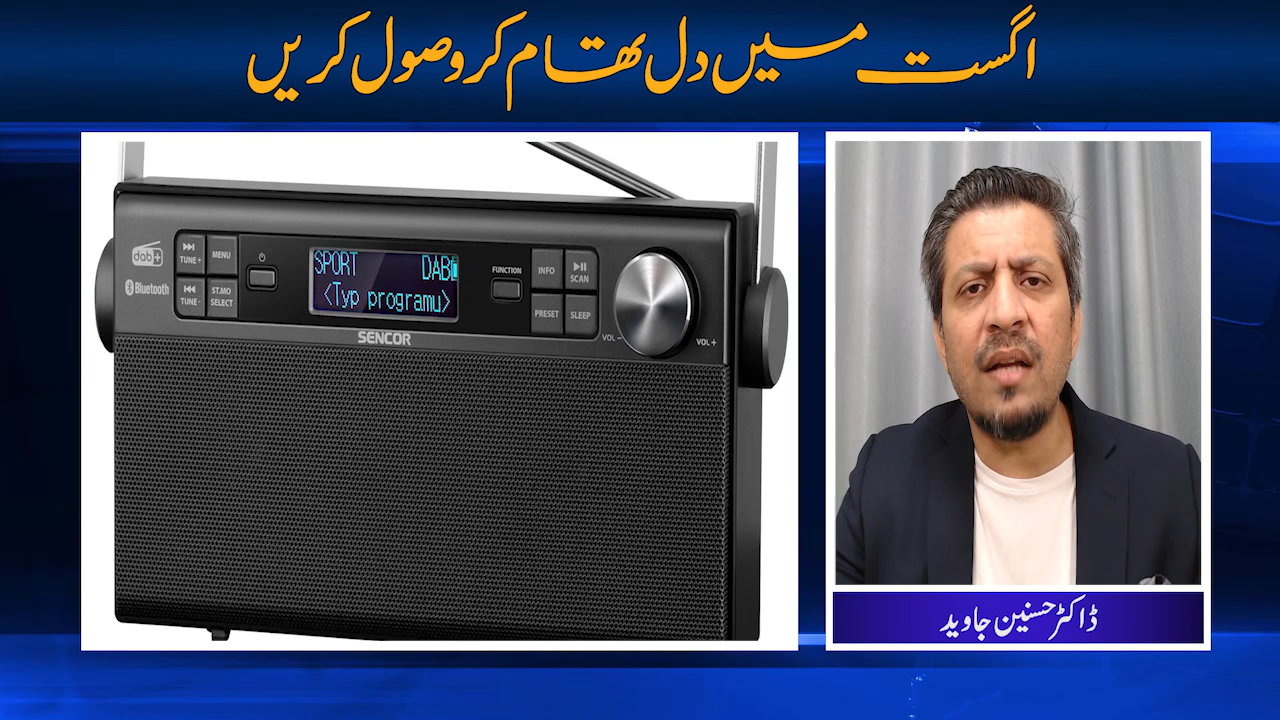 اگست میں دل تھام کر وصول کریں
dab+
Bluetooth
TUNE +
MENU
TUNE -
ST.MO SELECT
SPORT DAB
<Typ programu>
FUNCTION
INFO
SCAN
PRESET
SLEEP
VOL -
VOL +
SENCOR
ڈاکٹر حسنین جاوید